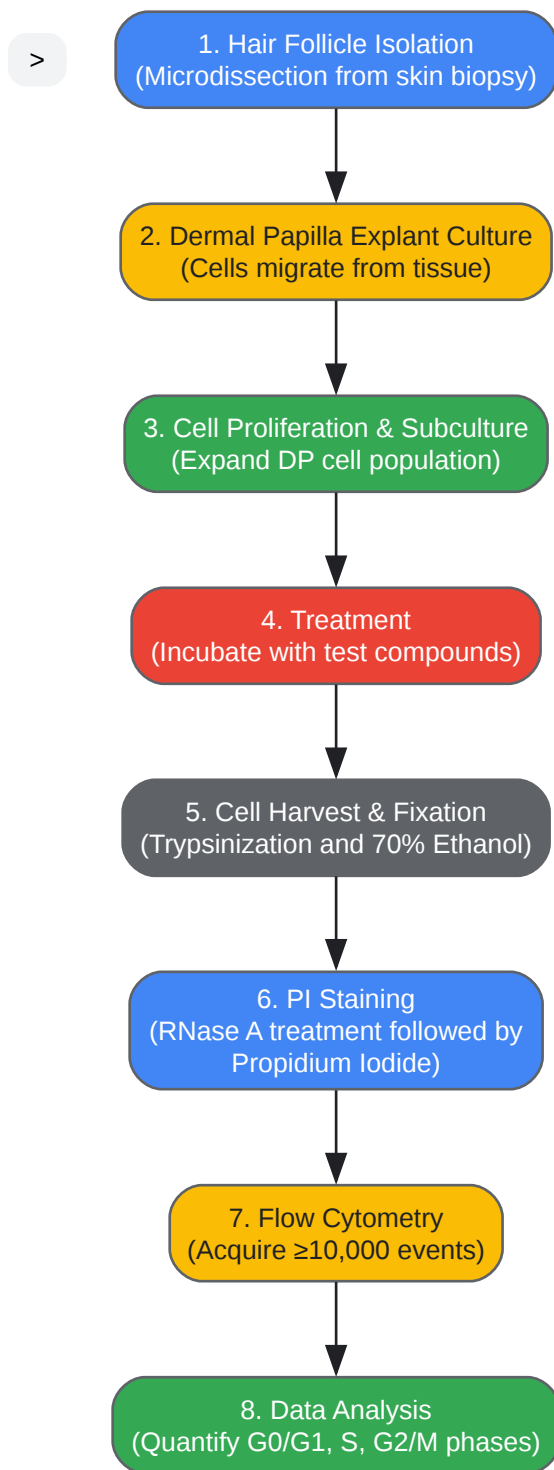 >
1. Hair Follicle Isolation
(Microdissection from skin biopsy)
2. Dermal Papilla Explant Culture
(Cells migrate from tissue)
3. Cell Proliferation & Subculture
(Expand DP cell population)
4. Treatment
(Incubate with test compounds)
5. Cell Harvest & Fixation
(Trypsinization and 70% Ethanol)
6. PI Staining
(RNase A treatment followed by
Propidium Iodide)
7. Flow Cytometry
(Acquire ≥10,000 events)
8. Data Analysis
(Quantify G0/G1, S, G2/M phases)